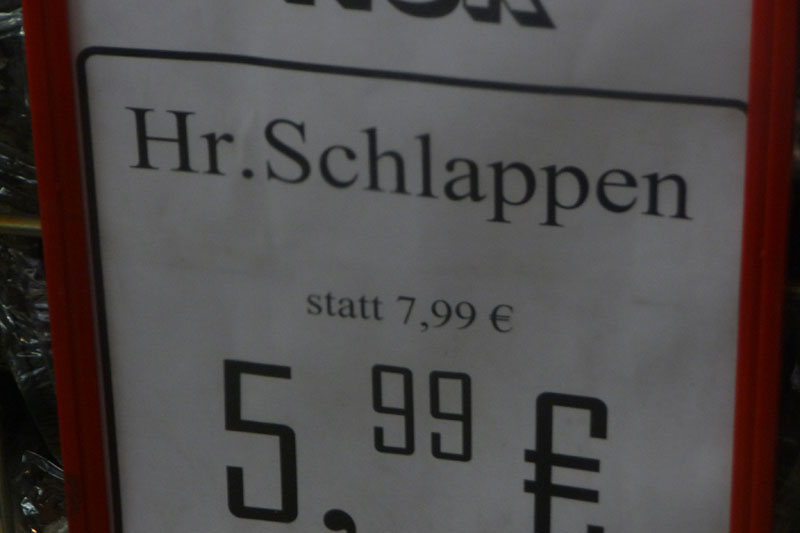 Hr.Schlappen
statt 7,99 €
5,99 €